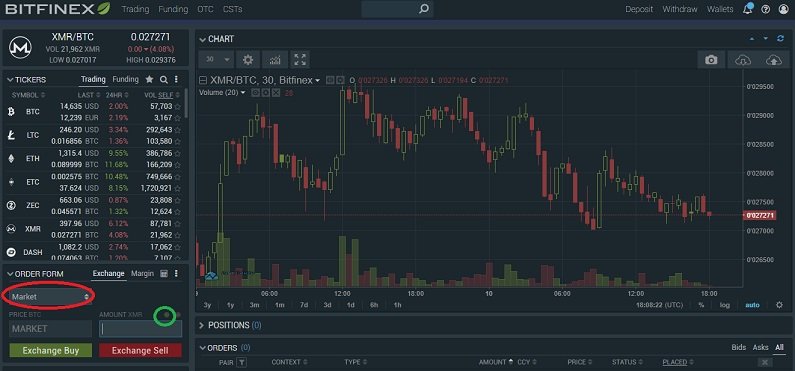 BITFINEX Trading Funding OTC CSTs Deposit Withdraw Wallets
XMR/BTC 0.027271
VOL 21,962 XMR 0.00 (4.08%)
LOW 0.027017 HIGH 0.029376
TICKERS Trading Funding
SYMBOL LAST 24HR VOL SELF
BTC 14,635 USD 2.00% 57,703
12,239 EUR 2.19% 3,167
LTC 246.20 USD 3.34% 292,643
0.016856 BTC 1.36% 103,580
ETH 1,315.4 USD 9.55% 386,786
0.089999 BTC 11.68% 166,209
ETC 0.002575 BTC 10.48% 749,666
37.624 USD 8.15% 1,720,921
ZEC 663.06 USD 0.87% 23,808
0.045571 BTC 1.32% 12,624
XMR 397.96 USD 6.12% 87,781
0.027271 BTC 4.08% 21,962
DASH 1,082.2 USD 2.74% 17,062
0.074063 BTC 1.20% 7,102
ORDER FORM Exchange Margin
Market
PRICE BTC AMOUNT XMR
MARKET
Exchange Buy Exchange Sell
CHART
30
XMR/BTC, 30, Bitfinex O 0.027326 H 0.027326 L 0.027194 C 0.027271
Volume (20) 28
0'029500
0'029000
0'028500
0'028000
0'027500
0'027271
0'027000
0'026500
0'026000
06:00 12:00 18:00 10 06:00 12:00 18:00
3y 1y 3m 1m 7d 3d 1d 6h 1h 18:08:22 (UTC) % log auto
POSITIONS (0)
ORDERS (0) Bids Asks All
PAIR CONTEXT TYPE AMOUNT CCY PRICE STATUS PLACED